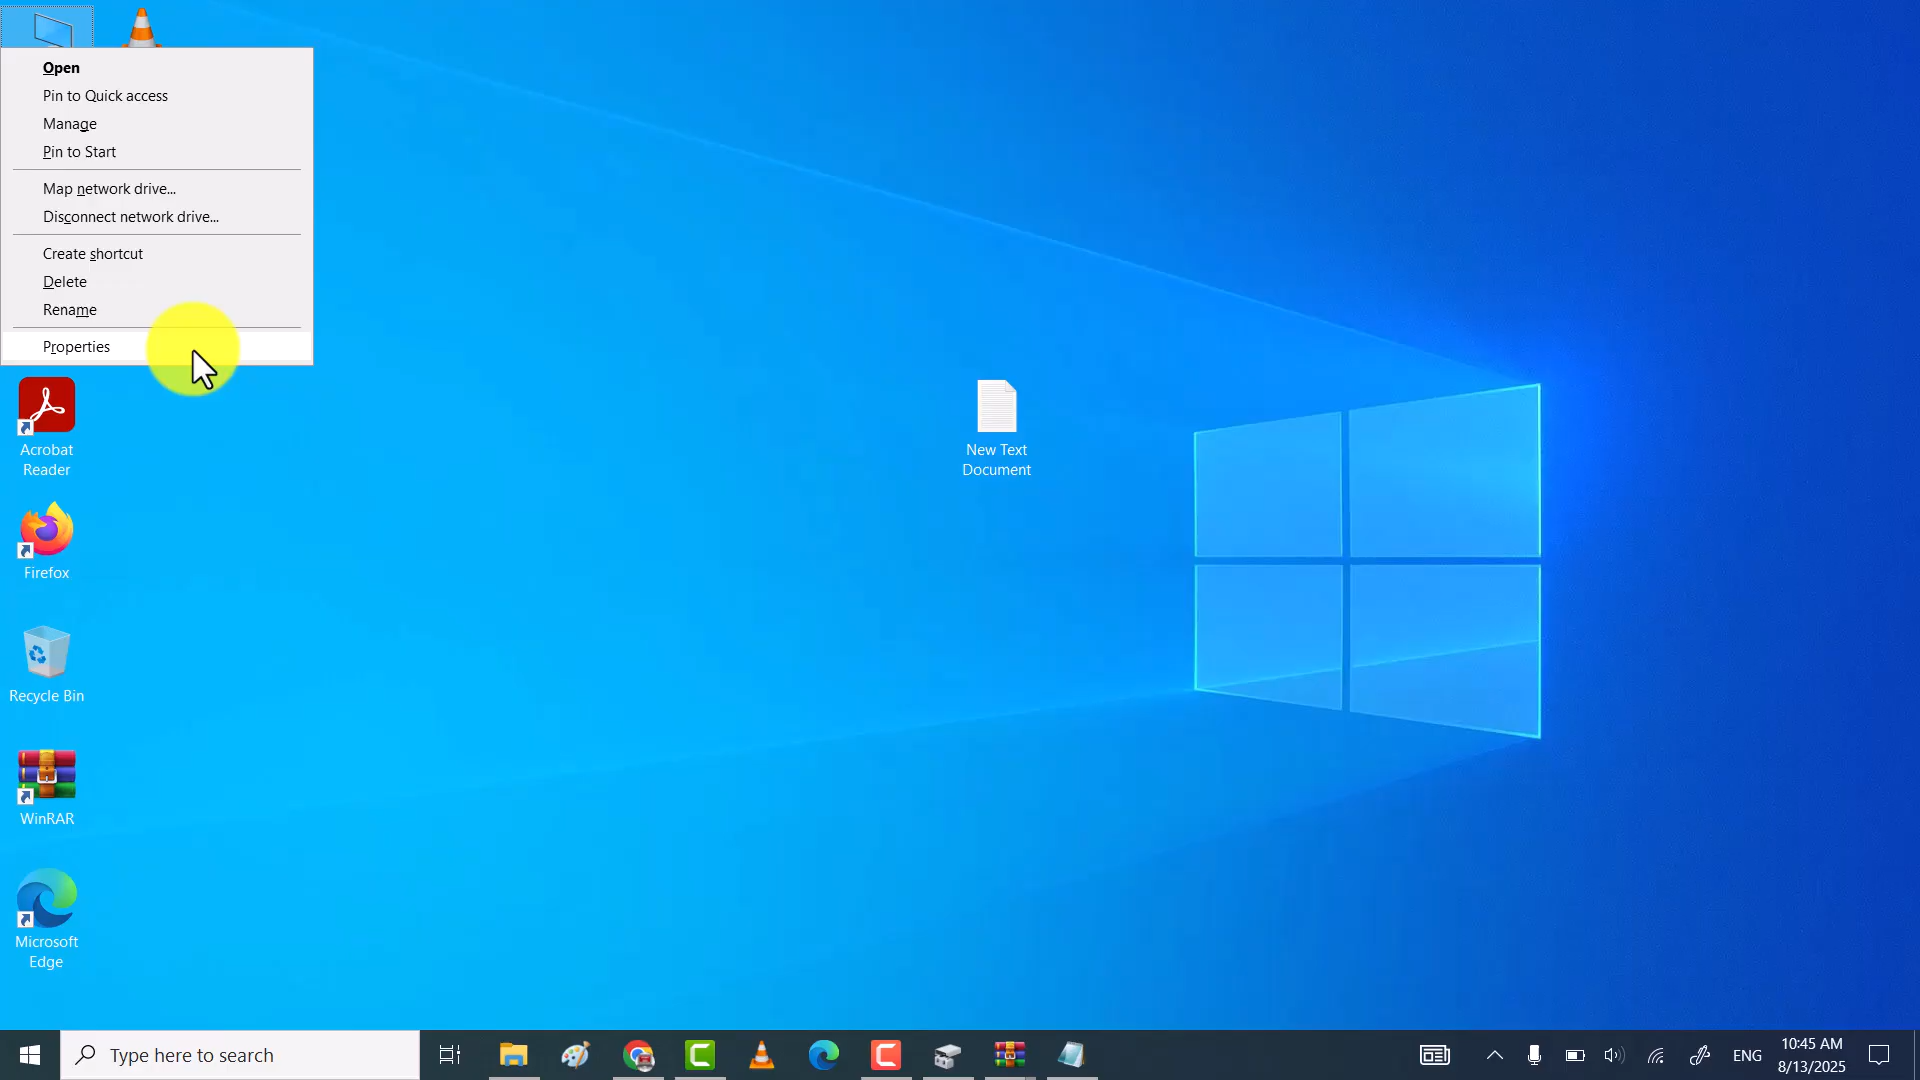 Open
Pin to Quick access
Manage
Pin to Start
Map network drive...
Disconnect network drive...
Create shortcut
Delete
Rename
Properties
Acrobat
Reader
Firefox
Recycle Bin
WinRAR
Microsoft
Edge
New Text
Document
Type here to search
ENG
10:45 AM
8/13/2025